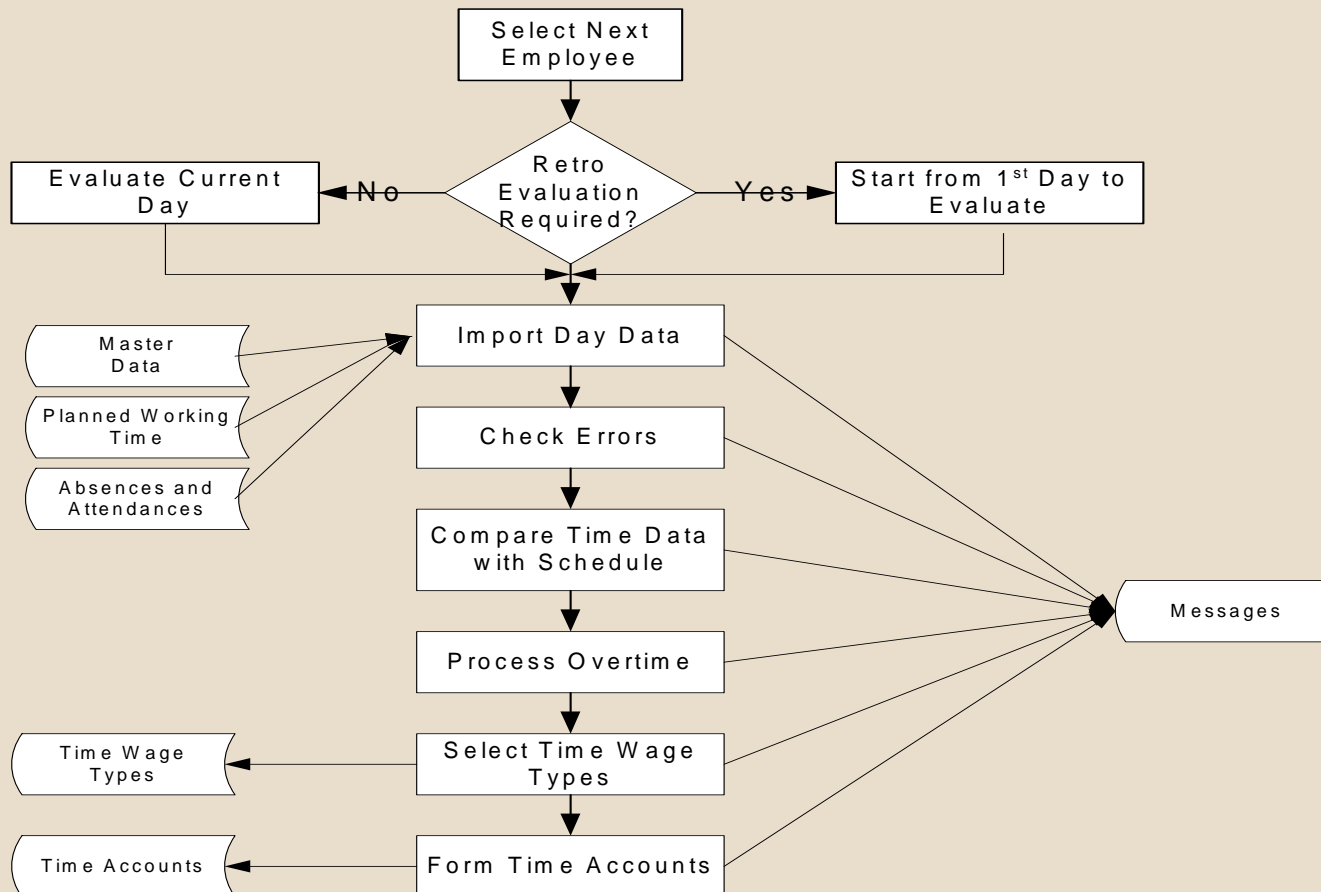 Select Next
Employee
Retro
Evaluation
Required?
Evaluate Current
Day
No
Yes
Start from 1st Day to
Evaluate
Import Day Data
Master
Data
Planned Working
Time
Absences and
Attendances
Check Errors
Compare Time Data
with Schedule
Messages
Process Overtime
Select Time Wage
Types
Time Wage
Types
Form Time Accounts
Time Accounts